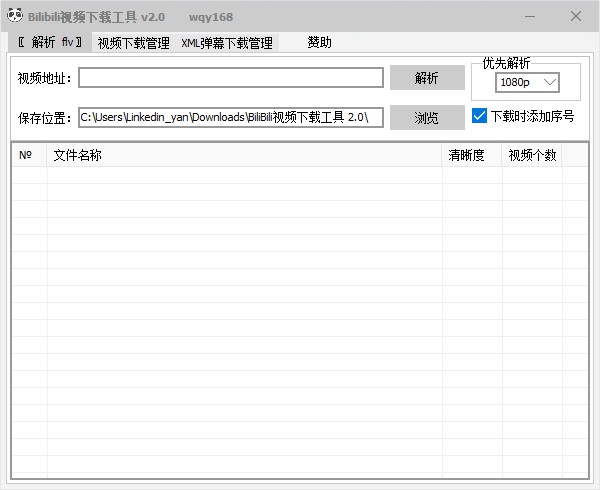 Bilibili视频下载工具 v2.0 wqy168
〖 解析 flv 〗 视频下载管理 XML弹幕下载管理 赞助
优先解析
视频地址: 解析 1080p
保存位置: C:\Users\Linkedin_yan\Downloads\BiliBili视频下载工具 2.0\ 浏览 下载时添加序号
№ 文件名称 清晰度 视频个数